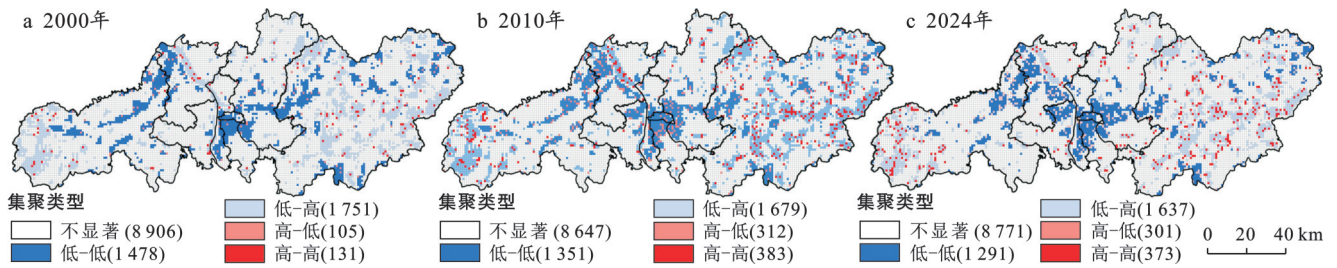 a 2000年
b 2010年
c 2024年
集聚类型
不显著(8 906)
低-低(1 478)
低-高(1 751)
高-低(105)
高-高(131)
集聚类型
不显著(8 647)
低-低(1 351)
低-高(1 679)
高-低(312)
高-高(383)
集聚类型
不显著(8 771)
低-低(1 291)
低-高(1 637)
高-低(301)
高-高(373)
0 20 40 km